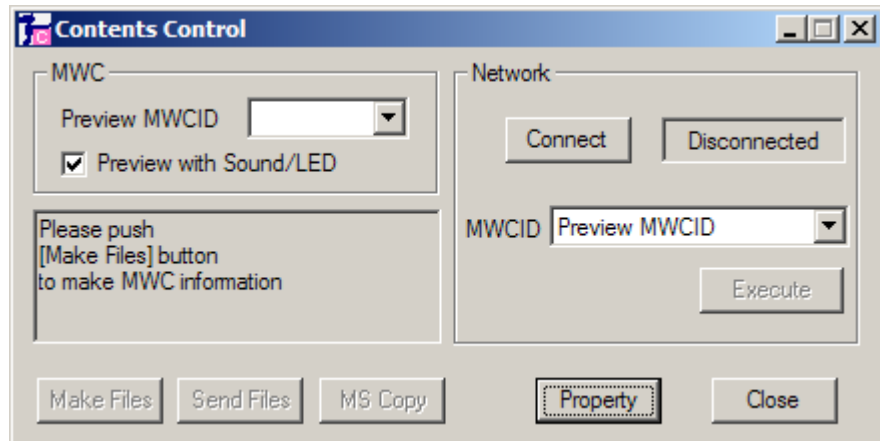 Contents Control
MWC
Preview MWCID
Preview with Sound/LED
Please push
[Make Files] button
to make MWC information
Network
Connect
Disconnected
MWCID Preview MWCID
Execute
Make Files
Send Files
MS Copy
Property
Close